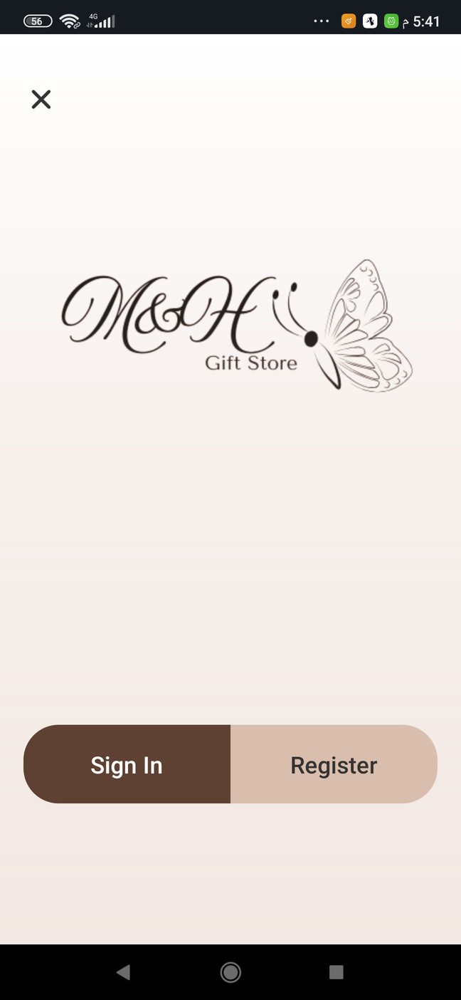 56 4G م 5:41
M&H
Gift Store
Sign In
Register